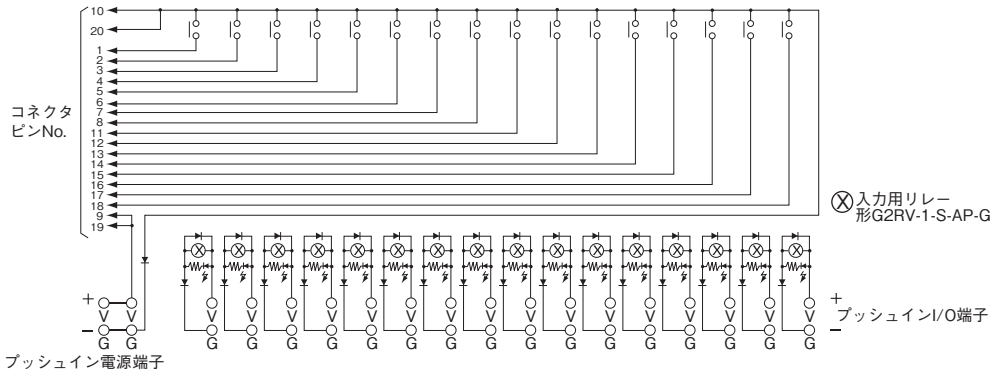 10
20
1
2
3
4
5
6
7
8
11
12
13
14
15
16
17
18
9
19
コネクタ
ピンNo.
入力用リレー
形G2RV-1-S-AP-G
+ V V V V V V V V V V V V V V V V V V +
プッシュインI/O端子
− G G G G G G G G G G G G G G G G G G −
プッシュイン電源端子